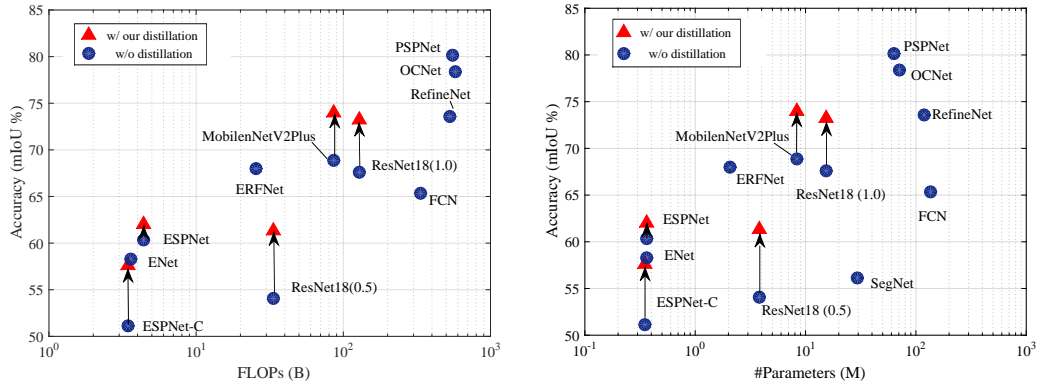 w/ our distillation
w/o distillation
85
80
75
70
65
60
55
50
Accuracy (mIoU %)
PSPNet
OCNet
RefineNet
MobilenNetV2Plus
ResNet18(1.0)
ERFNet
FCN
ESPNet
ENet
ResNet18(0.5)
ESPNet-C
10^0
10^1
10^2
10^3
FLOPs (B)
w/ our distillation
w/o distillation
85
80
75
70
65
60
55
50
Accuracy (mIoU %)
PSPNet
OCNet
RefineNet
MobilenNetV2Plus
ERFNet
ResNet18 (1.0)
FCN
ESPNet
ENet
SegNet
ESPNet-C
ResNet18 (0.5)
10^-1
10^0
10^1
10^2
10^3
#Parameters (M)